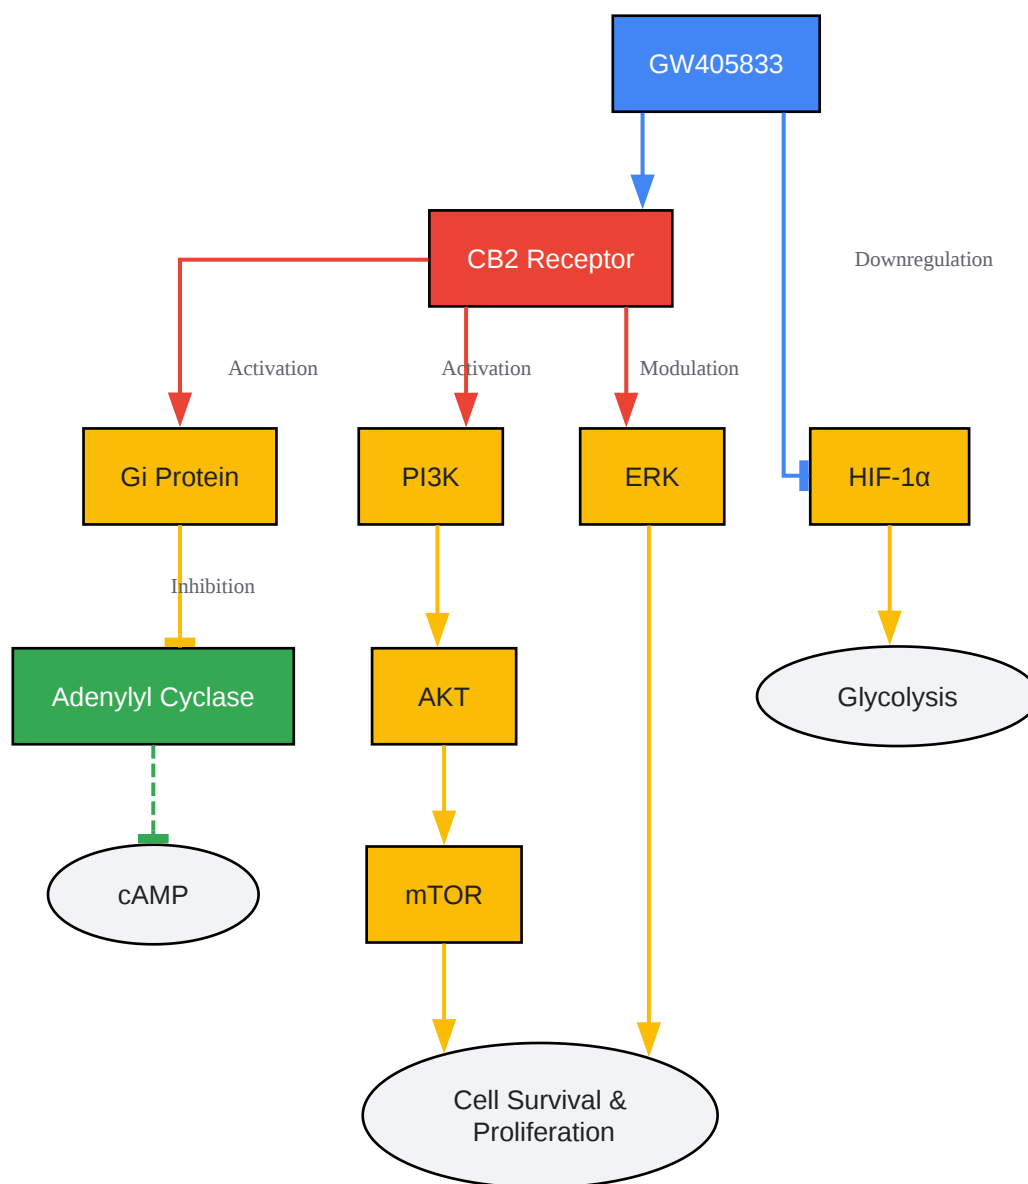 GW405833
CB2 Receptor
Downregulation
Activation
Activation
Modulation
Gi Protein
PI3K
ERK
HIF-1α
Inhibition
Adenylyl Cyclase
AKT
Glycolysis
cAMP
mTOR
Cell Survival &
Proliferation